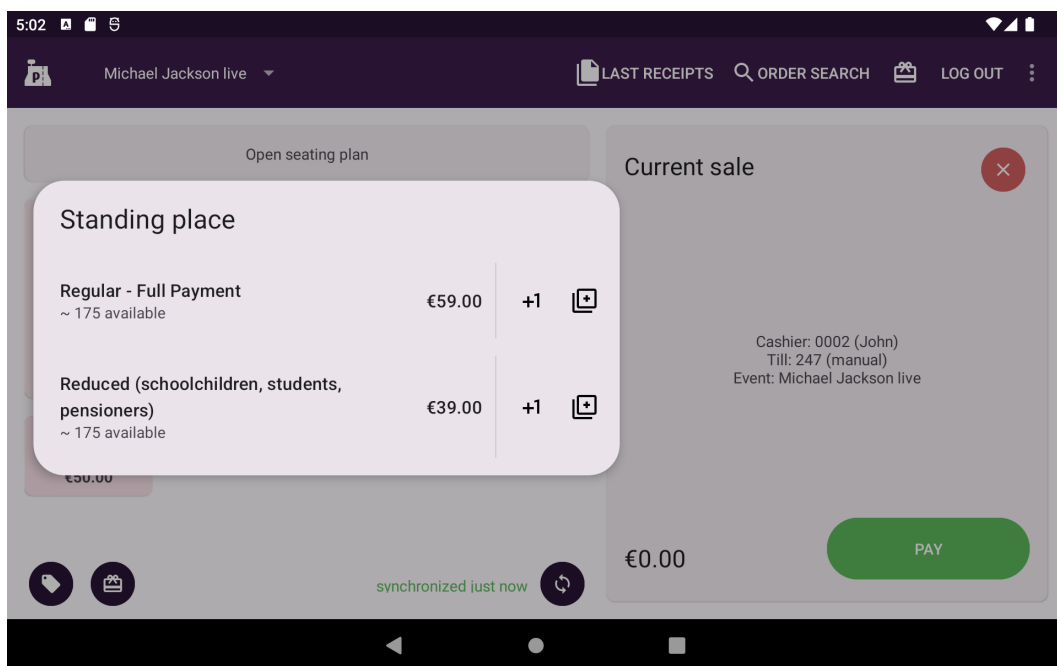 5:02
Michael Jackson live
LAST RECEIPTS
ORDER SEARCH
LOG OUT
Open seating plan
Standing place
Regular - Full Payment
~ 175 available
€59.00
+1
Reduced (schoolchildren, students,
pensioners)
~ 175 available
€39.00
+1
€50.00
synchronized just now
Current sale
Cashier: 0002 (John)
Till: 247 (manual)
Event: Michael Jackson live
€0.00
PAY